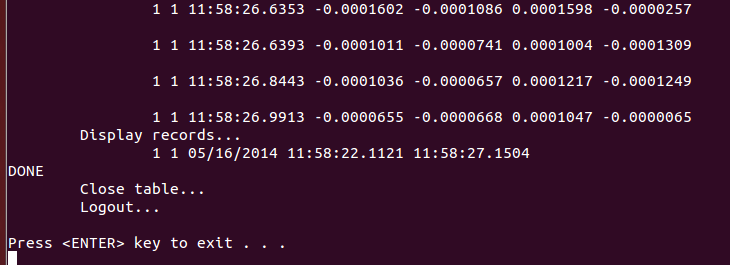 1 1 11:58:26.6353 -0.0001602 -0.0001086 0.0001598 -0.0000257
1 1 11:58:26.6393 -0.0001011 -0.0000741 0.0001004 -0.0001309
1 1 11:58:26.8443 -0.0001036 -0.0000657 0.0001217 -0.0001249
1 1 11:58:26.9913 -0.0000655 -0.0000668 0.0001047 -0.0000065
Display records...
1 1 05/16/2014 11:58:22.1121 11:58:27.1504
DONE
Close table...
Logout...
Press <ENTER> key to exit . . .